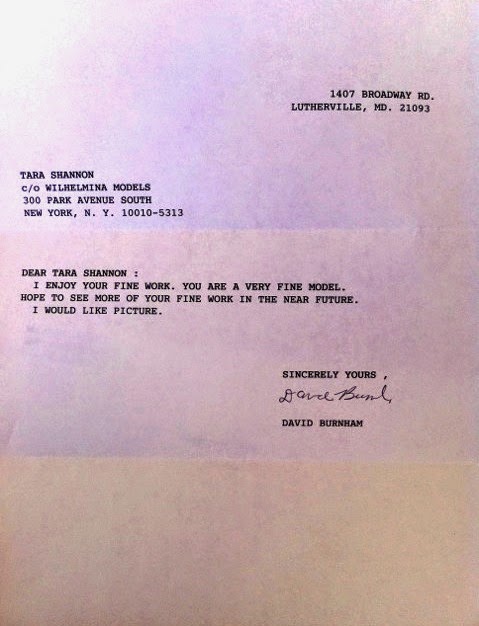 1407 BROADWAY RD.
LUTHERVILLE, MD. 21093
TARA SHANNON
c/o WILHELMINA MODELS
300 PARK AVENUE SOUTH
NEW YORK, N. Y. 10010-5313
DEAR TARA SHANNON :
I ENJOY YOUR FINE WORK. YOU ARE A VERY FINE MODEL.
HOPE TO SEE MORE OF YOUR FINE WORK IN THE NEAR FUTURE.
I WOULD LIKE PICTURE.
SINCERELY YOURS ,
DAVID BURNHAM